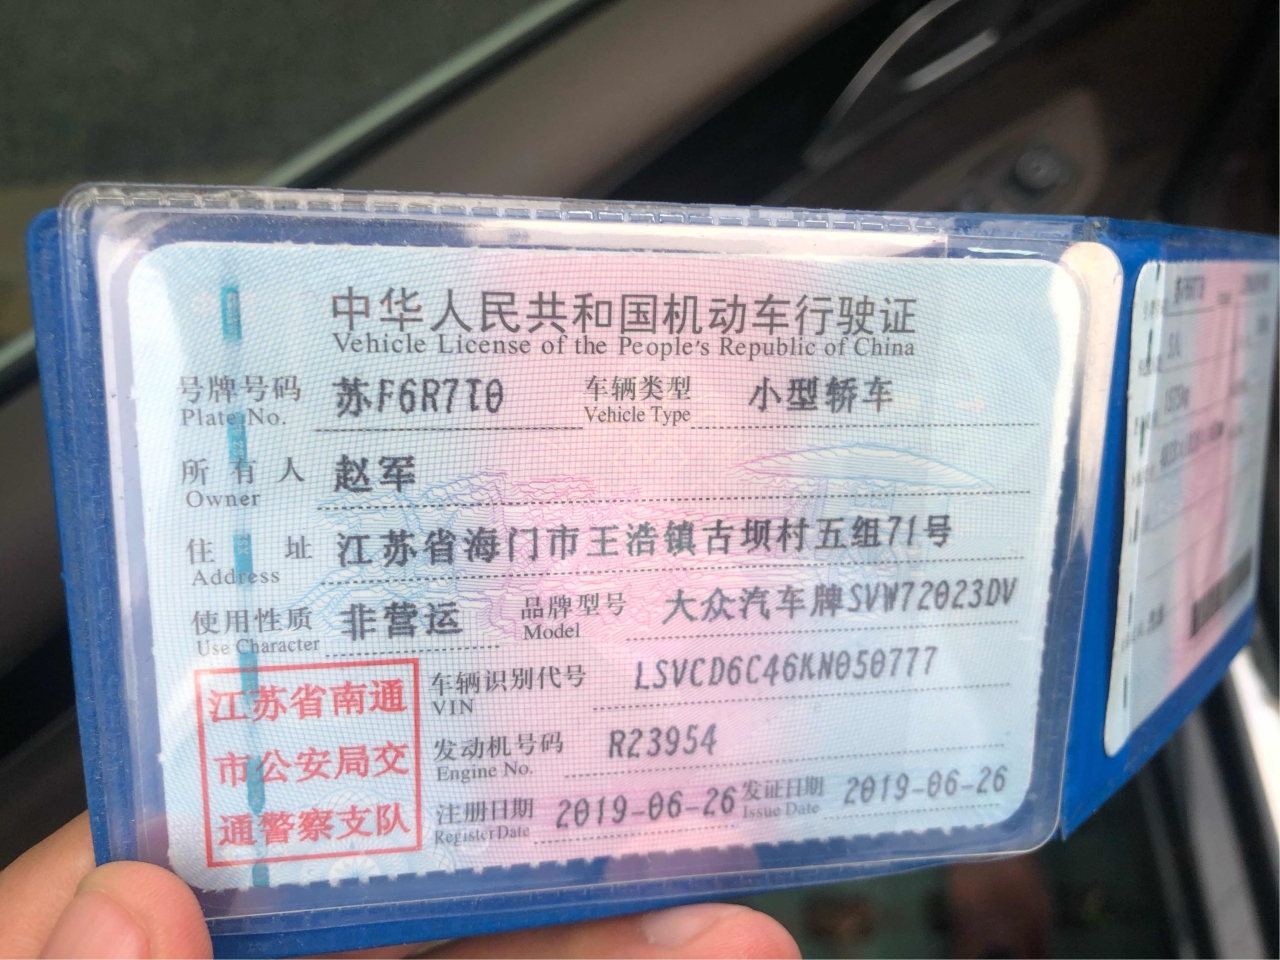 中华人民共和国机动车行驶证
Vehicle License of the People's Republic of China
号牌号码 苏F6R7T0 车辆类型 小型轿车
Plate No. Vehicle Type
所有人 赵军
Owner
住址 江苏省海门市王浩镇古坝村五组71号
Address
使用性质 非营运 品牌型号 大众汽车牌SVW72023DV
Use Character Model
江苏省南通
市公安局交
通警察支队
车辆识别代号 LSVCD6C46KN050777
VIN
发动机号码 R23954
Engine No.
注册日期 2019-06-26 发证日期 2019-06-26
Register Date Issue Date